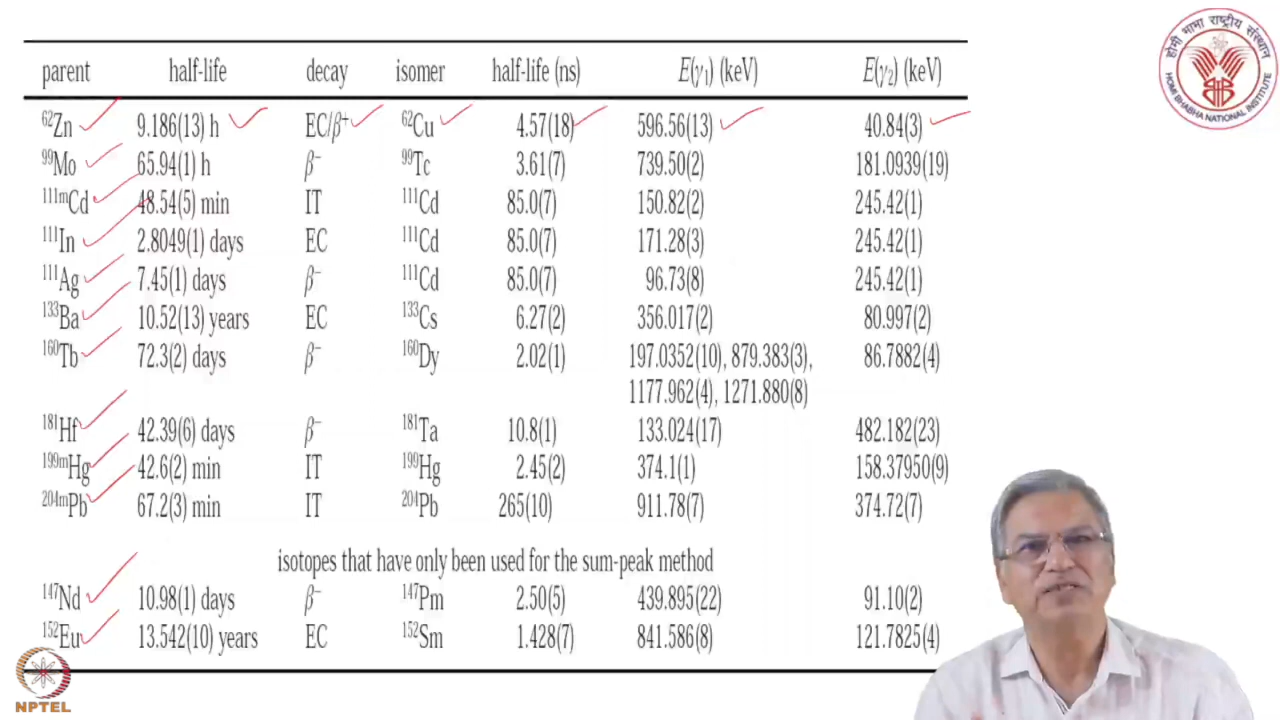 parent half-life decay isomer half-life (ns) E(γ₁) (keV) E(γ₂) (keV)
⁶²Zn 9.186(13) h EC/β⁺ ⁶²Cu 4.57(18) 596.56(13) 40.84(3)
⁹⁹Mo 65.94(1) h β⁻ ⁹⁹Tc 3.61(7) 739.50(2) 181.0939(19)
¹¹¹ᵐCd 48.54(5) min IT ¹¹¹Cd 85.0(7) 150.82(2) 245.42(1)
¹¹¹In 2.8049(1) days EC ¹¹¹Cd 85.0(7) 171.28(3) 245.42(1)
¹¹¹Ag 7.45(1) days β⁻ ¹¹¹Cd 85.0(7) 96.73(8) 245.42(1)
¹³³Ba 10.52(13) years EC ¹³³Cs 6.27(2) 356.017(2) 80.997(2)
¹⁶⁰Tb 72.3(2) days β⁻ ¹⁶⁰Dy 2.02(1) 197.0352(10), 879.383(3), 86.7882(4)
1177.962(4), 1271.880(8)
¹⁸¹Hf 42.39(6) days β⁻ ¹⁸¹Ta 10.8(1) 133.024(17) 482.182(23)
¹⁹⁹ᵐHg 42.6(2) min IT ¹⁹⁹Hg 2.45(2) 374.1(1) 158.37950(9)
²⁰⁴ᵐPb 67.2(3) min IT ²⁰⁴Pb 265(10) 911.78(7) 374.72(7)
isotopes that have only been used for the sum-peak method
¹⁴⁷Nd 10.98(1) days β⁻ ¹⁴⁷Pm 2.50(5) 439.895(22) 91.10(2)
¹⁵²Eu 13.542(10) years EC ¹⁵²Sm 1.428(7) 841.586(8) 121.7825(4)
होमी भाभा राष्ट्रीय संस्थान
HOMI BHABHA NATIONAL INSTITUTE
NPTEL